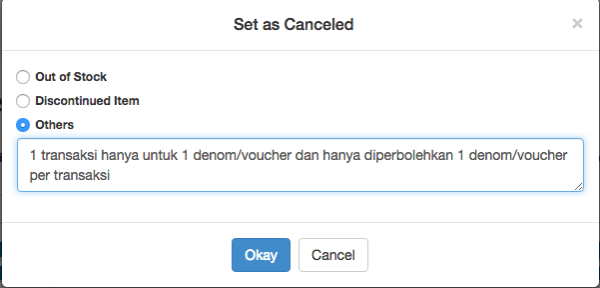 Set as Canceled
×
Out of Stock
Discontinued Item
Others
1 transaksi hanya untuk 1 denom/voucher dan hanya diperbolehkan 1 denom/voucher
per transaksi
Okay Cancel